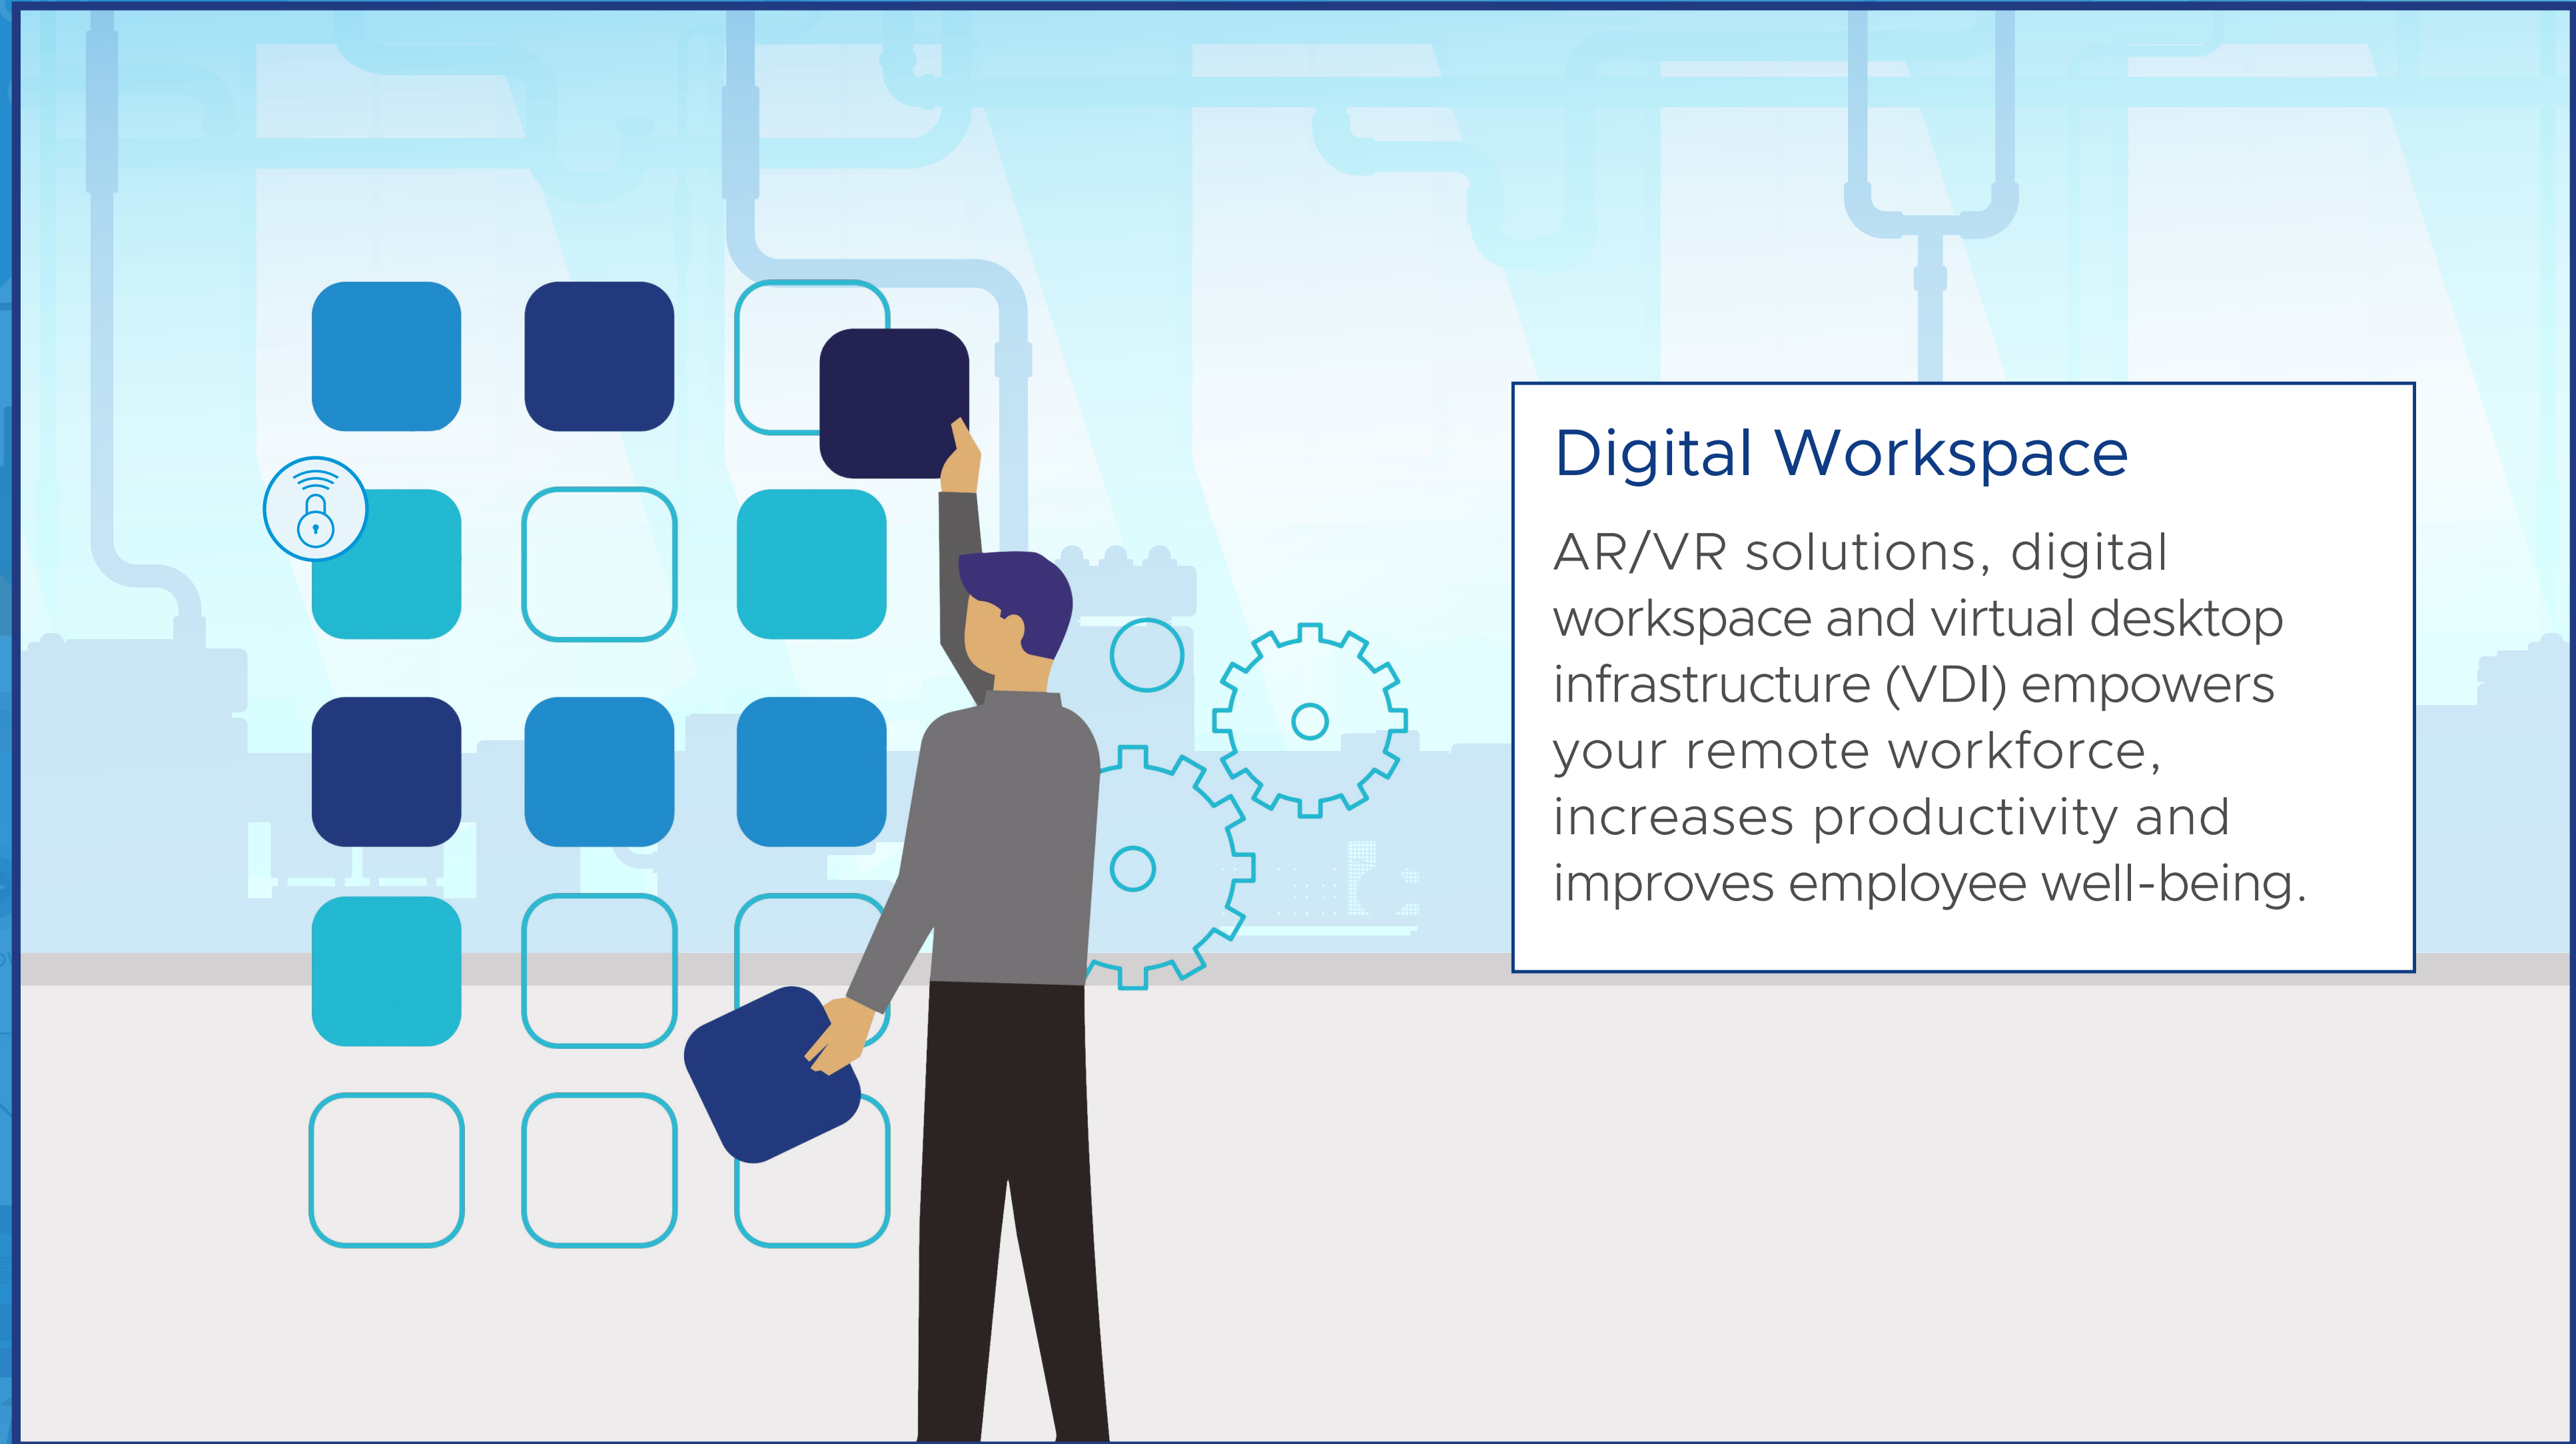 Digital Workspace
AR/VR solutions, digital
workspace and virtual desktop
infrastructure (VDI) empowers
your remote workforce,
increases productivity and
improves employee well-being.